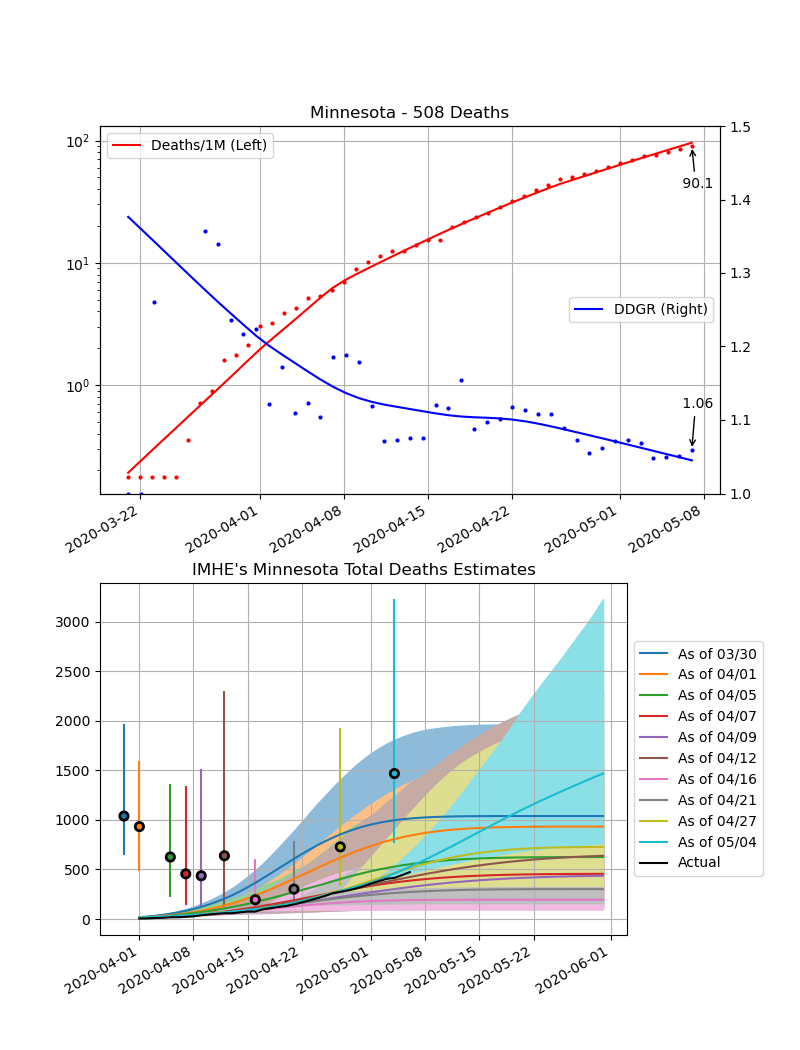 Minnesota - 508 Deaths
10²
10¹
10⁰
Deaths/1M (Left)
DDGR (Right)
90.1
1.06
1.5
1.4
1.3
1.2
1.1
1.0
2020-03-22
2020-04-01
2020-04-08
2020-04-15
2020-04-22
2020-05-01
2020-05-08
IMHE's Minnesota Total Deaths Estimates
3000
2500
2000
1500
1000
500
0
2020-04-01
2020-04-08
2020-04-15
2020-04-22
2020-05-01
2020-05-08
2020-05-15
2020-05-22
2020-06-01
As of 03/30
As of 04/01
As of 04/05
As of 04/07
As of 04/09
As of 04/12
As of 04/16
As of 04/21
As of 04/27
As of 05/04
Actual